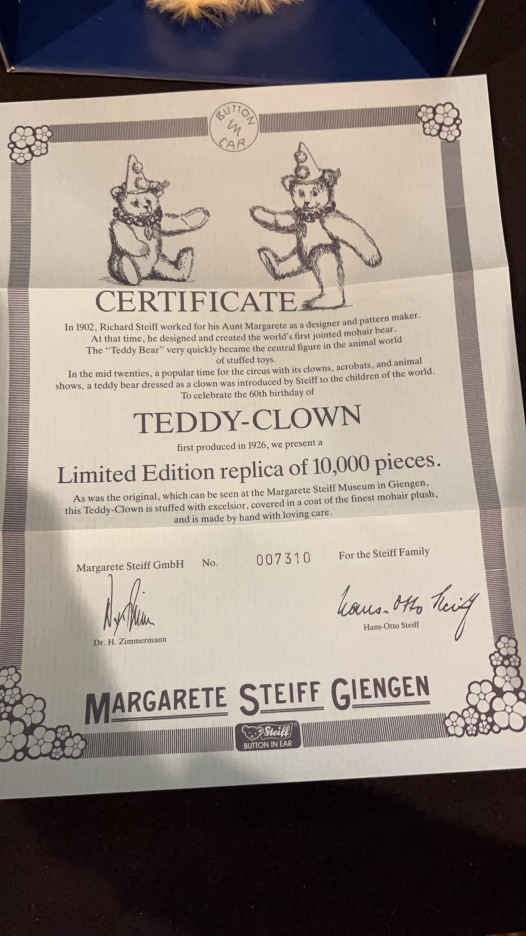 BUTTON
in
EAR
CERTIFICATE
In 1902, Richard Steiff worked for his Aunt Margarete as a designer and pattern maker.
At that time, he designed and created the world's first jointed mohair bear.
The "Teddy Bear" very quickly became the central figure in the animal world
of stuffed toys.
In the mid twenties, a popular time for the circus with its clowns, acrobats, and animal
shows, a teddy bear dressed as a clown was introduced by Steiff to the children of the world.
To celebrate the 60th birthday of
TEDDY-CLOWN
first produced in 1926, we present a
Limited Edition replica of 10,000 pieces.
As was the original, which can be seen at the Margarete Steiff Museum in Giengen,
this Teddy-Clown is stuffed with excelsior, covered in a coat of the finest mohair plush,
and is made by hand with loving care.
Margarete Steiff GmbH No. 007310 For the Steiff Family
Hans-Otto Steiff
Dr. H. Zimmermann
Hans-Otto Steiff
MARGARETE STEIFF GIENGEN
Steiff
BUTTON IN EAR